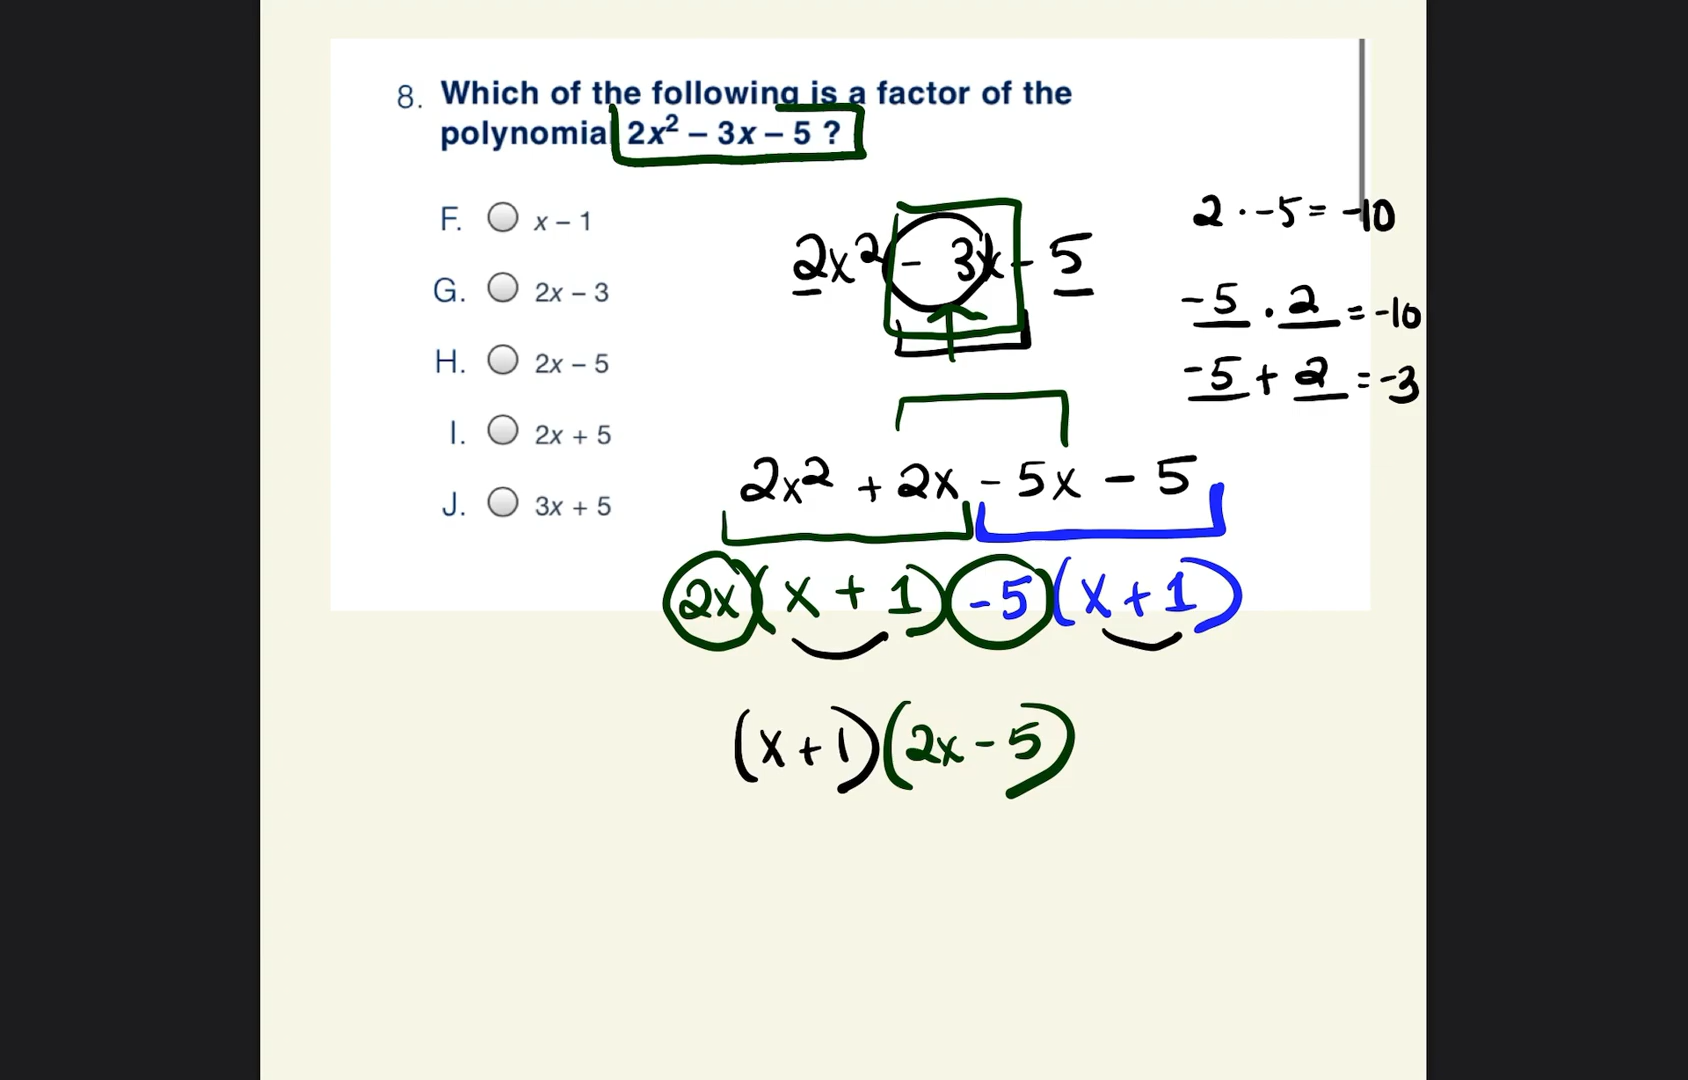 8. Which of the following is a factor of the
polynomial 2x² – 3x – 5 ?
F. x – 1
G. 2x – 3
H. 2x – 5
I. 2x + 5
J. 3x + 5
2x² - 3x - 5
2 · -5 = -10
-5 · 2 = -10
-5 + 2 = -3
2x² + 2x - 5x - 5
2x(x + 1) -5(x + 1)
(x + 1)(2x - 5)